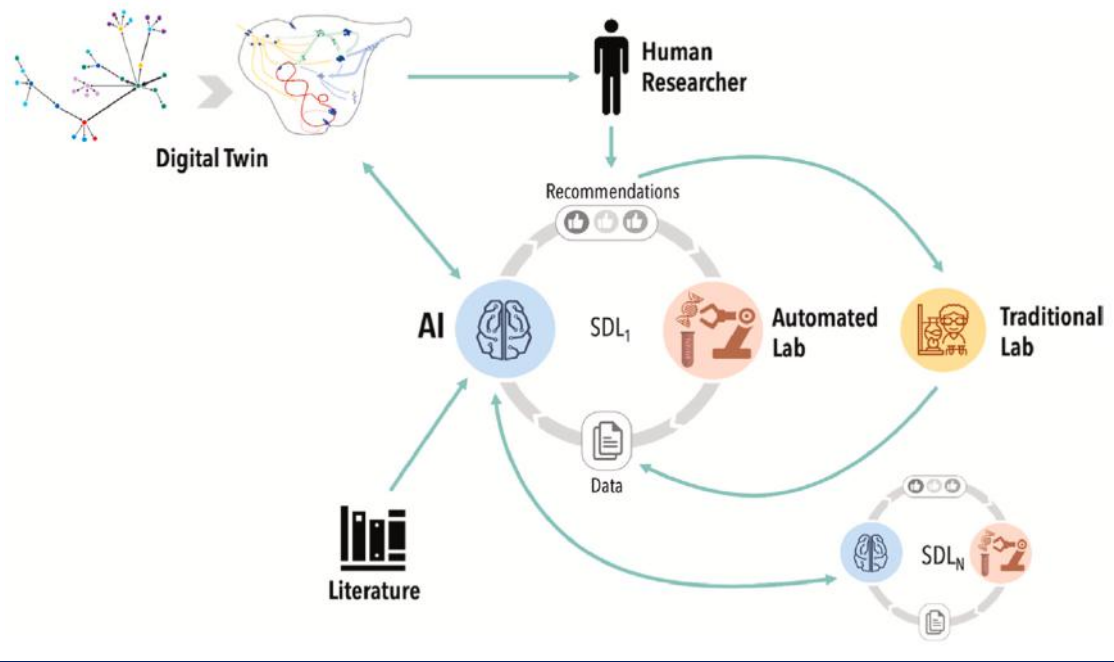 Human
Researcher
Digital Twin
Recommendations
AI
SDL1
Automated
Lab
Traditional
Lab
Data
SDLN
Literature